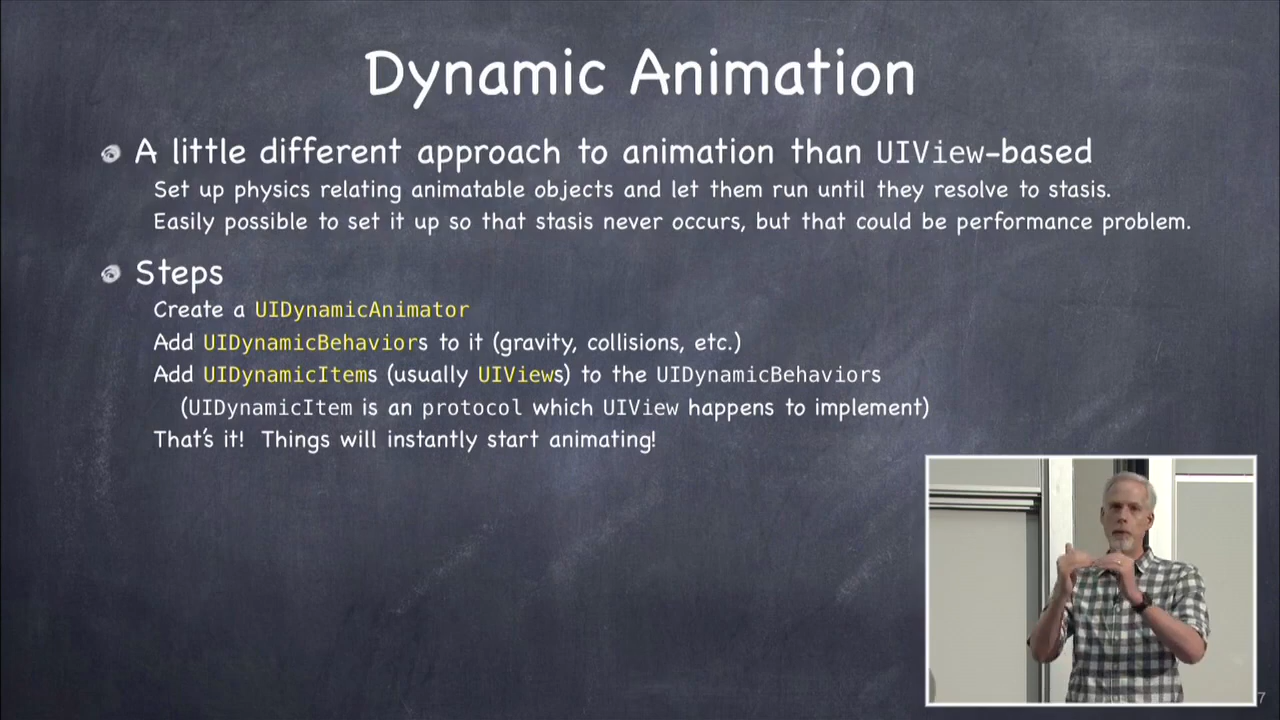 Dynamic Animation
A little different approach to animation than UIView-based
Set up physics relating animatable objects and let them run until they resolve to stasis.
Easily possible to set it up so that stasis never occurs, but that could be performance problem.
Steps
Create a UIDynamicAnimator
Add UIDynamicBehaviors to it (gravity, collisions, etc.)
Add UIDynamicItems (usually UIViews) to the UIDynamicBehaviors
(UIDynamicItem is an protocol which UIView happens to implement)
That's it!  Things will instantly start animating!
7